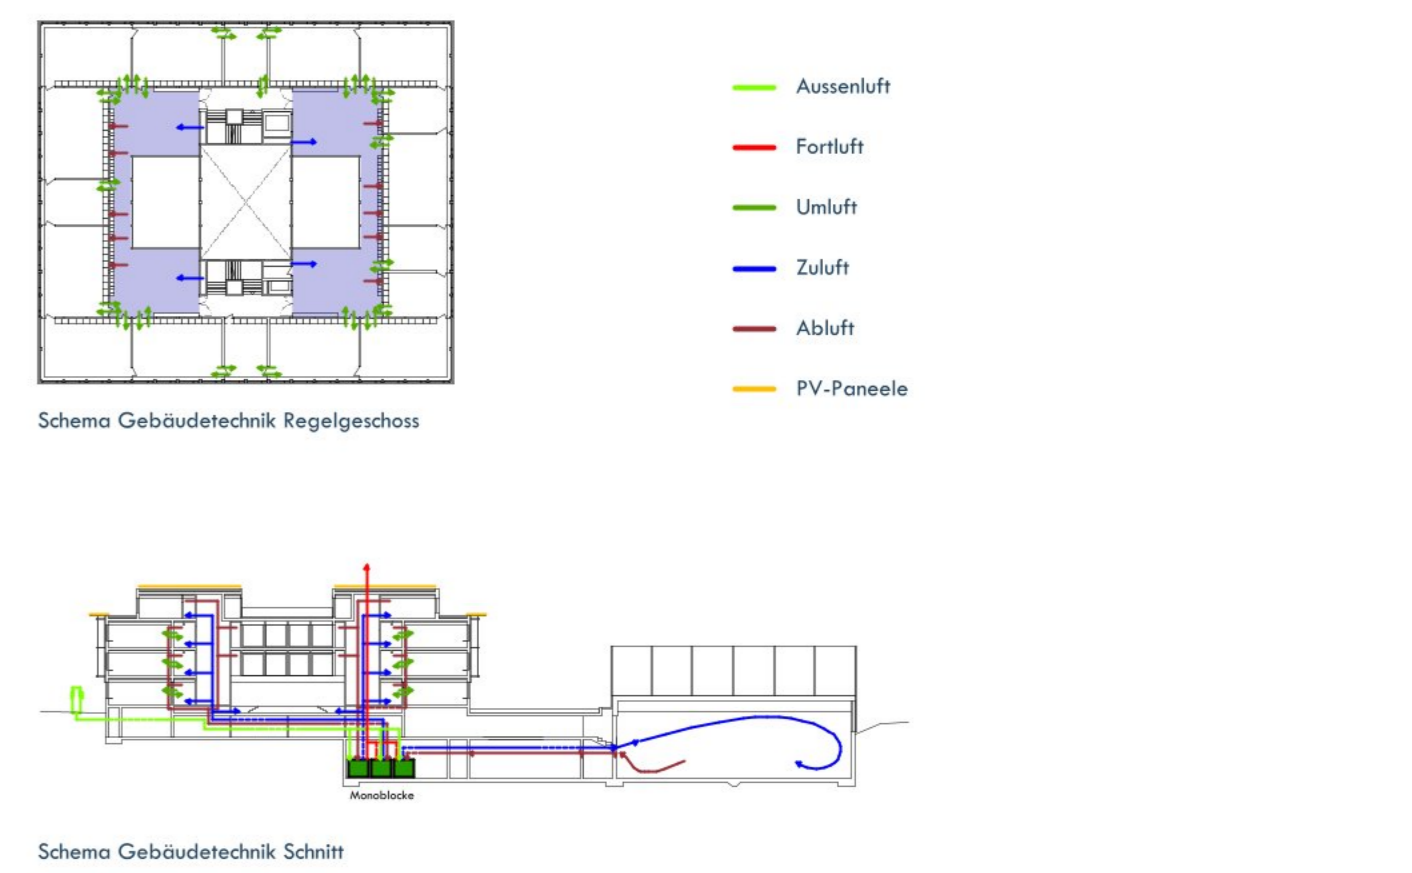 Aussenluft
Fortluft
Umluft
Zuluft
Abluft
PV-Paneele
Schema Gebäudetechnik Regelgeschoss
Monoblocke
Schema Gebäudetechnik Schnitt